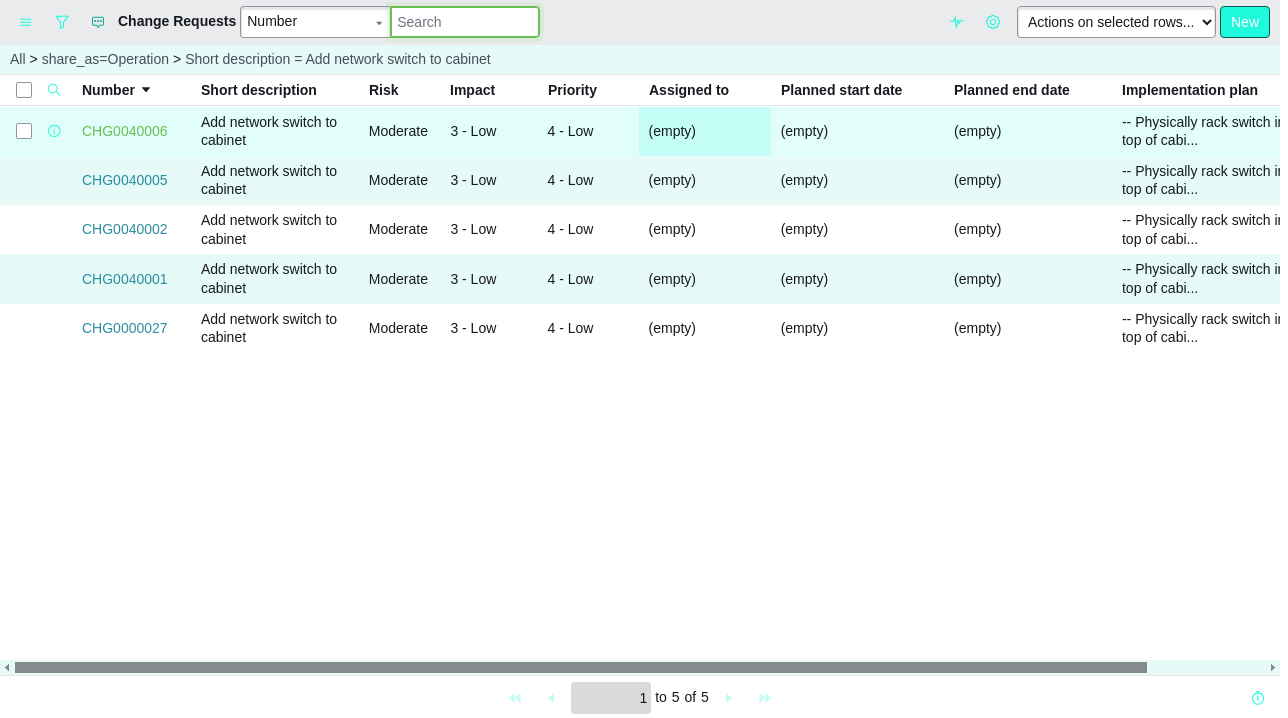 Change Requests Number Search Actions on selected rows... New
All > share_as=Operation > Short description = Add network switch to cabinet
Number Short description Risk Impact Priority Assigned to Planned start date Planned end date Implementation plan
CHG0040006 Add network switch to cabinet Moderate 3 - Low 4 - Low (empty) (empty) (empty) -- Physically rack switch in top of cabi...
CHG0040005 Add network switch to cabinet Moderate 3 - Low 4 - Low (empty) (empty) (empty) -- Physically rack switch in top of cabi...
CHG0040002 Add network switch to cabinet Moderate 3 - Low 4 - Low (empty) (empty) (empty) -- Physically rack switch in top of cabi...
CHG0040001 Add network switch to cabinet Moderate 3 - Low 4 - Low (empty) (empty) (empty) -- Physically rack switch in top of cabi...
CHG0000027 Add network switch to cabinet Moderate 3 - Low 4 - Low (empty) (empty) (empty) -- Physically rack switch in top of cabi...
1 to 5 of 5